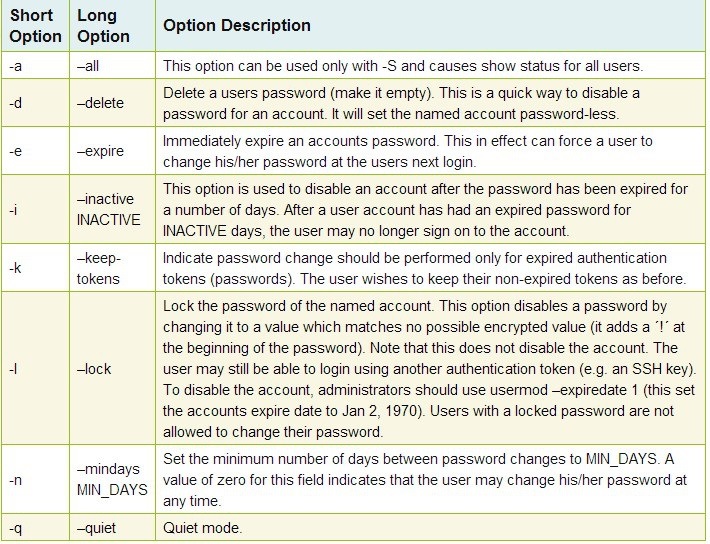 Short Option Long Option Option Description
-a –all This option can be used only with -S and causes show status for all users.
-d –delete Delete a users password (make it empty). This is a quick way to disable a
password for an account. It will set the named account password-less.
-e –expire Immediately expire an accounts password. This in effect can force a user to
change his/her password at the users next login.
-i –inactive INACTIVE This option is used to disable an account after the password has been expired for
a number of days. After a user account has had an expired password for
INACTIVE days, the user may no longer sign on to the account.
-k –keep-tokens Indicate password change should be performed only for expired authentication
tokens (passwords). The user wishes to keep their non-expired tokens as before.
-l –lock Lock the password of the named account. This option disables a password by
changing it to a value which matches no possible encrypted value (it adds a ´!´ at
the beginning of the password). Note that this does not disable the account. The
user may still be able to login using another authentication token (e.g. an SSH key).
To disable the account, administrators should use usermod –expiredate 1 (this set
the accounts expire date to Jan 2, 1970). Users with a locked password are not
allowed to change their password.
-n –mindays MIN_DAYS Set the minimum number of days between password changes to MIN_DAYS. A
value of zero for this field indicates that the user may change his/her password at
any time.
-q –quiet Quiet mode.